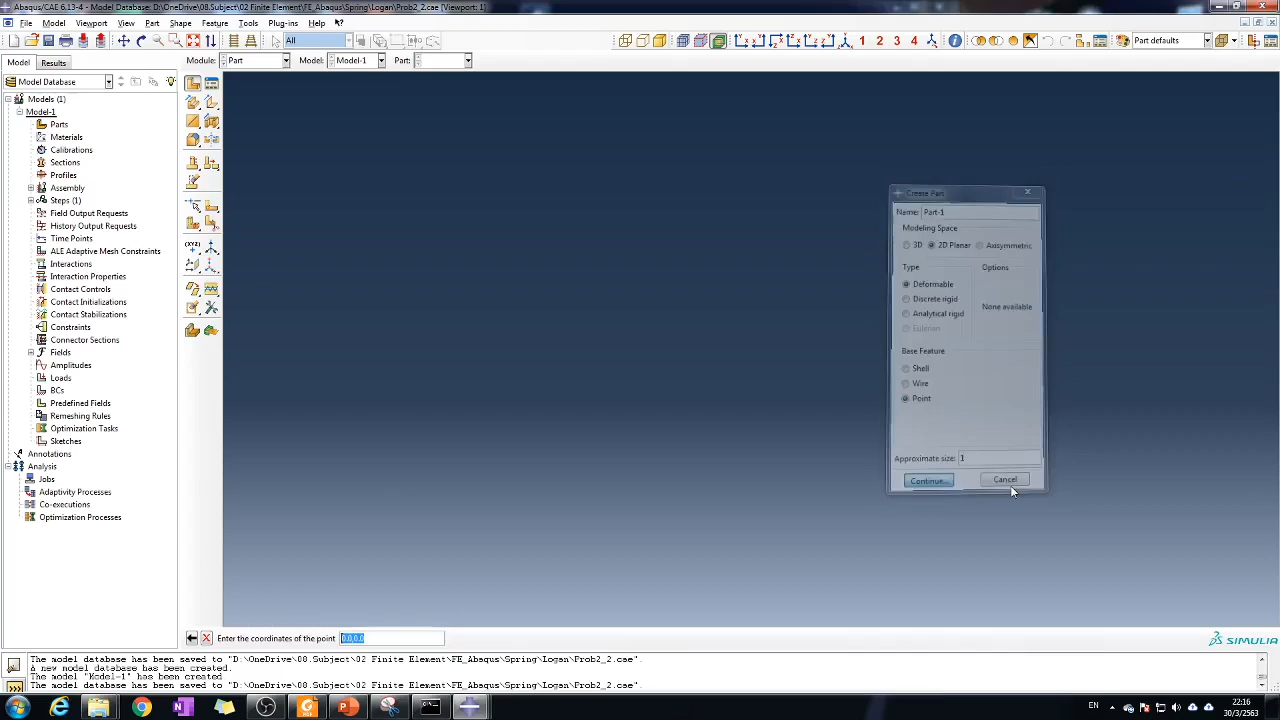 Abaqus/CAE 6.13-4 - Model Database: D:\OneDrive\08.Subject\02 Finite Element\FE_Abaqus\Spring\Logan\Prob2_2.cae [Viewport: 1]
File Model Viewport View Part Shape Feature Tools Plug-ins Help
All
1 2 3 4
Part defaults
Model Results
Module: Part Model: Model-1 Part:
Model Database
Models (1)
Model-1
Parts
Materials
Calibrations
Sections
Profiles
Assembly
Steps (1)
Field Output Requests
History Output Requests
Time Points
ALE Adaptive Mesh Constraints
Interactions
Interaction Properties
Contact Controls
Contact Initializations
Contact Stabilizations
Constraints
Connector Sections
Fields
Amplitudes
Loads
BCs
Predefined Fields
Remeshing Rules
Optimization Tasks
Sketches
Annotations
Analysis
Jobs
Adaptivity Processes
Co-executions
Optimization Processes
(XYZ)
Create Part
Name: Part-1
Modeling Space
3D 2D Planar Axisymmetric
Type Options
Deformable
Discrete rigid
Analytical rigid
Eulerian
None available
Base Feature
Shell
Wire
Point
Approximate size: 1
Continue... Cancel
Enter the coordinates of the point 0.0,0.0
SIMULIA
The model database has been saved to "D:\OneDrive\08 Subject\02 Finite Element\FE_Abaqus\Spring\Logan\Prob2_2.cae".
A new model database has been created.
The model "Model-1" has been created
The model database has been saved to "D:\OneDrive\08 Subject\02 Finite Element\FE_Abaqus\Spring\Logan\Prob2_2.cae".
EN
22:16
30/3/2563